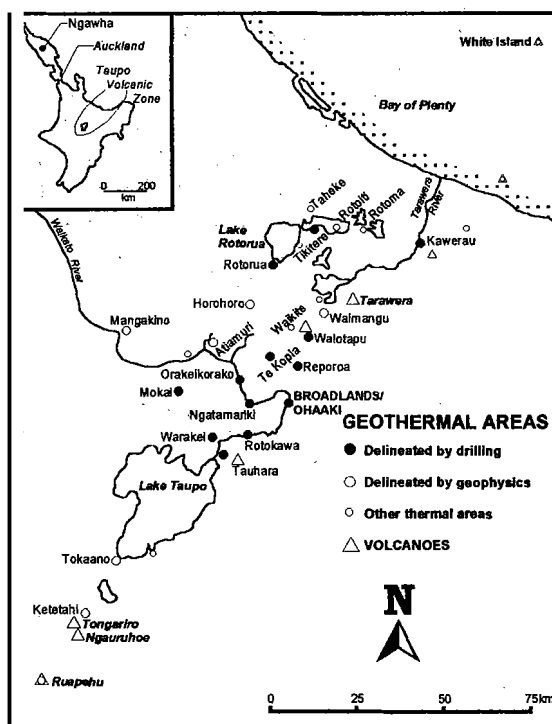 Ngawha
Auckland
Taupo
Volcanic
Zone
0 200
km
White Island
Bay of Plenty
Taheke
Rotoiti
Rotoma
Tarawera
River
Lake
Rotorua
Tikitere
Kawerau
Rotorua
Waikato River
Horohoro
Tarawera
Mangakino
Waikite
Waimangu
Atiamuri
Waiotapu
Te Kopia
Orakeikorako
Reporoa
Mokai
BROADLANDS/
OHAAKI
Ngatamariki
GEOTHERMAL AREAS
Warakei
Rotokawa
Delineated by drilling
Tauhara
Lake Taupo
Delineated by geophysics
Other thermal areas
VOLCANOES
Tokaano
Ketetahi
Tongariro
Ngauruhoe
N
Ruapehu
0 25 50 75km